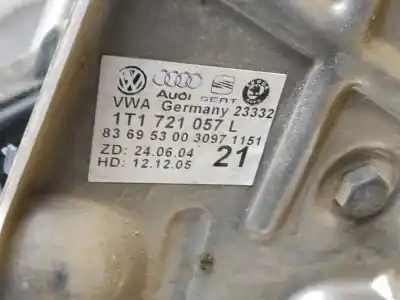 Audi SEAT
VWA Germany 23332
1T1 721 057 L
83 69 53 00 3097 1151
ZD: 24.06.04
HD: 12.12.05
21